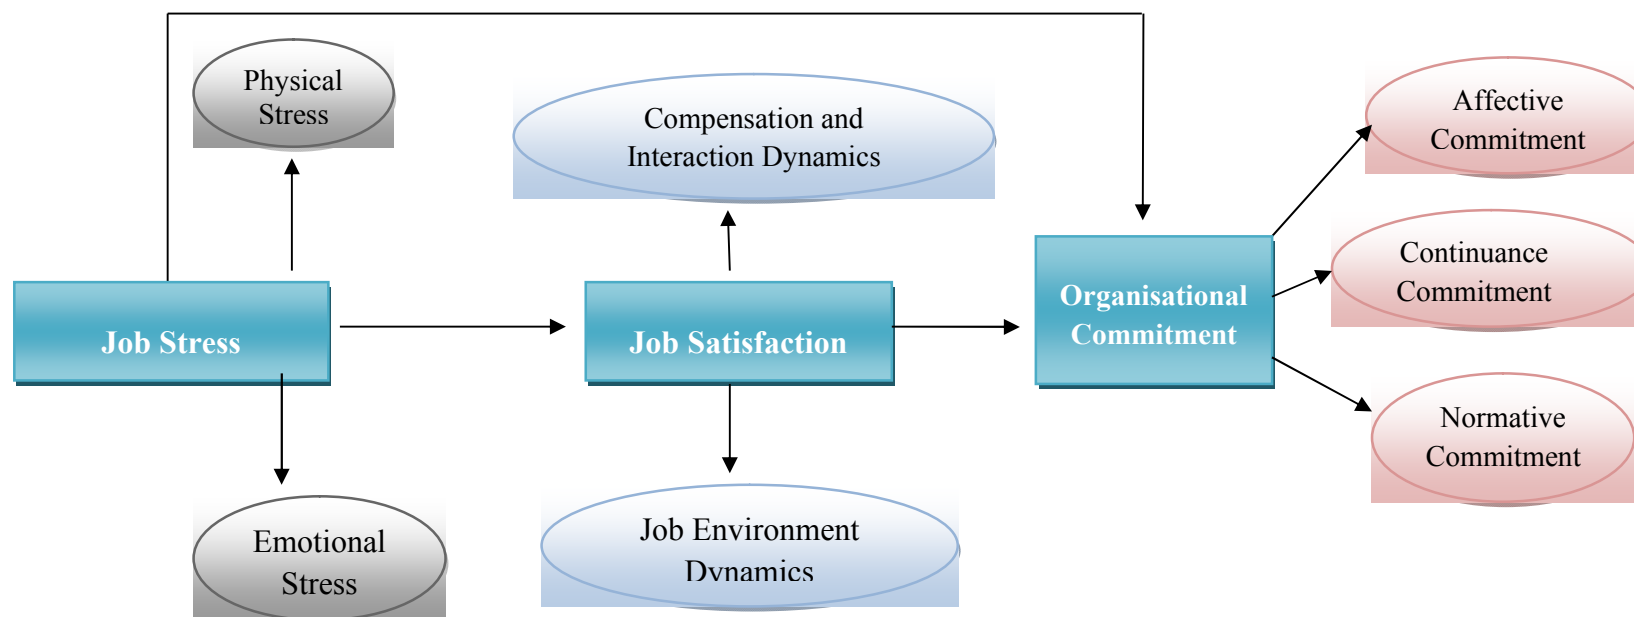 Physical
Stress
Compensation and
Interaction Dynamics
Affective
Commitment
Continuance
Commitment
Organisational
Commitment
Job Stress
Job Satisfaction
Normative
Commitment
Emotional
Stress
Job Environment
Dynamics